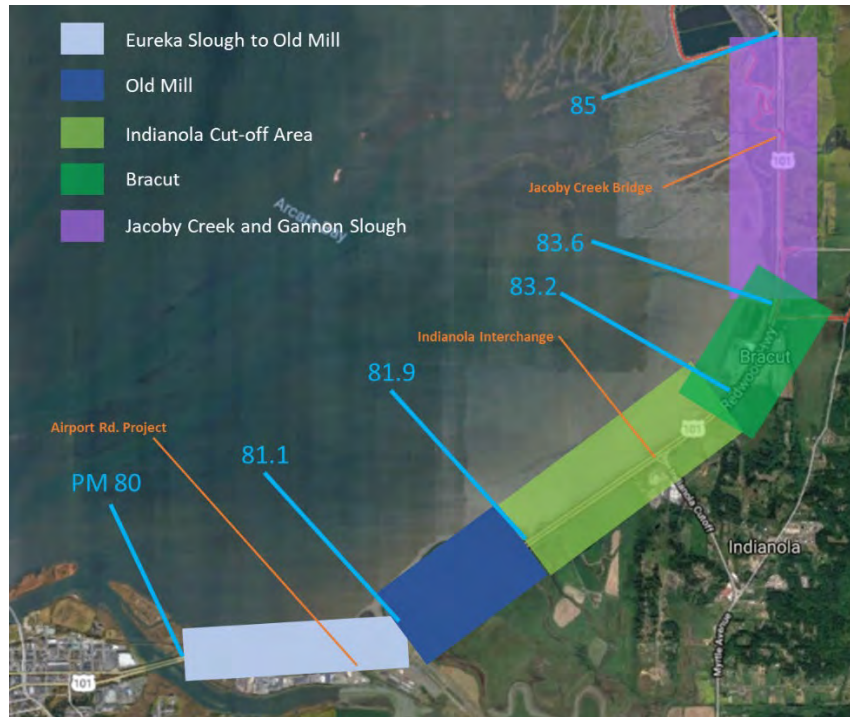 Eureka Slough to Old Mill
Old Mill
Indianola Cut-off Area
Bracut
Jacoby Creek and Gannon Slough
85
101
Jacoby Creek Bridge
Arcata Bay
83.6
83.2
Indianola Interchange
Bracut
Redwood Hwy
81.9
101
Airport Rd. Project
81.1
PM 80
Indianola Cutoff
Indianola
Myrtle Avenue
101